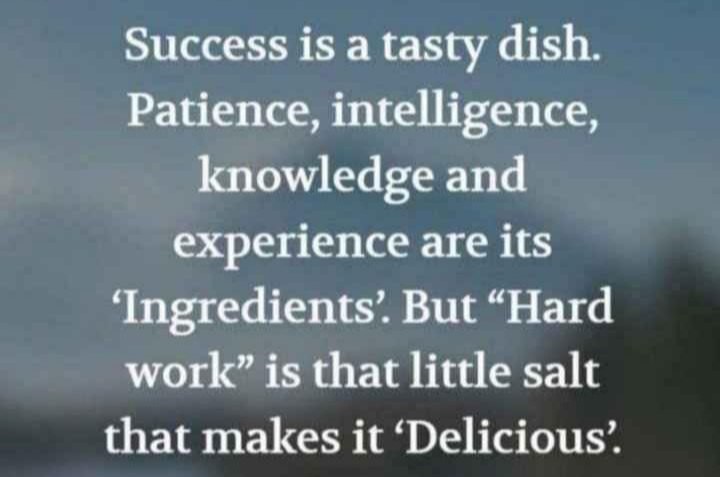 Success is a tasty dish.
Patience, intelligence,
knowledge and
experience are its
‘Ingredients’. But “Hard
work” is that little salt
that makes it ‘Delicious’.